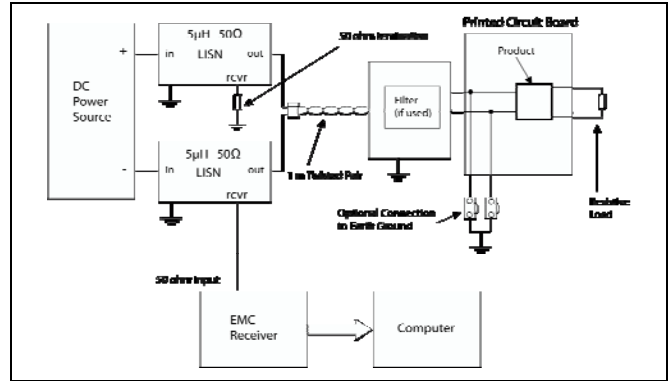 Printed Circuit Board
5µH 50Ω
50 ohm termination
+
in
out
LISN
rcvr
Product
DC
Power
Source
Filter
(if used)
5µH 50Ω
-
In
out
LISN
rcvr
1 m Twisted Pair
Optional Connection
to Earth Ground
Resistive
Load
50 ohm input
EMC
Receiver
Computer